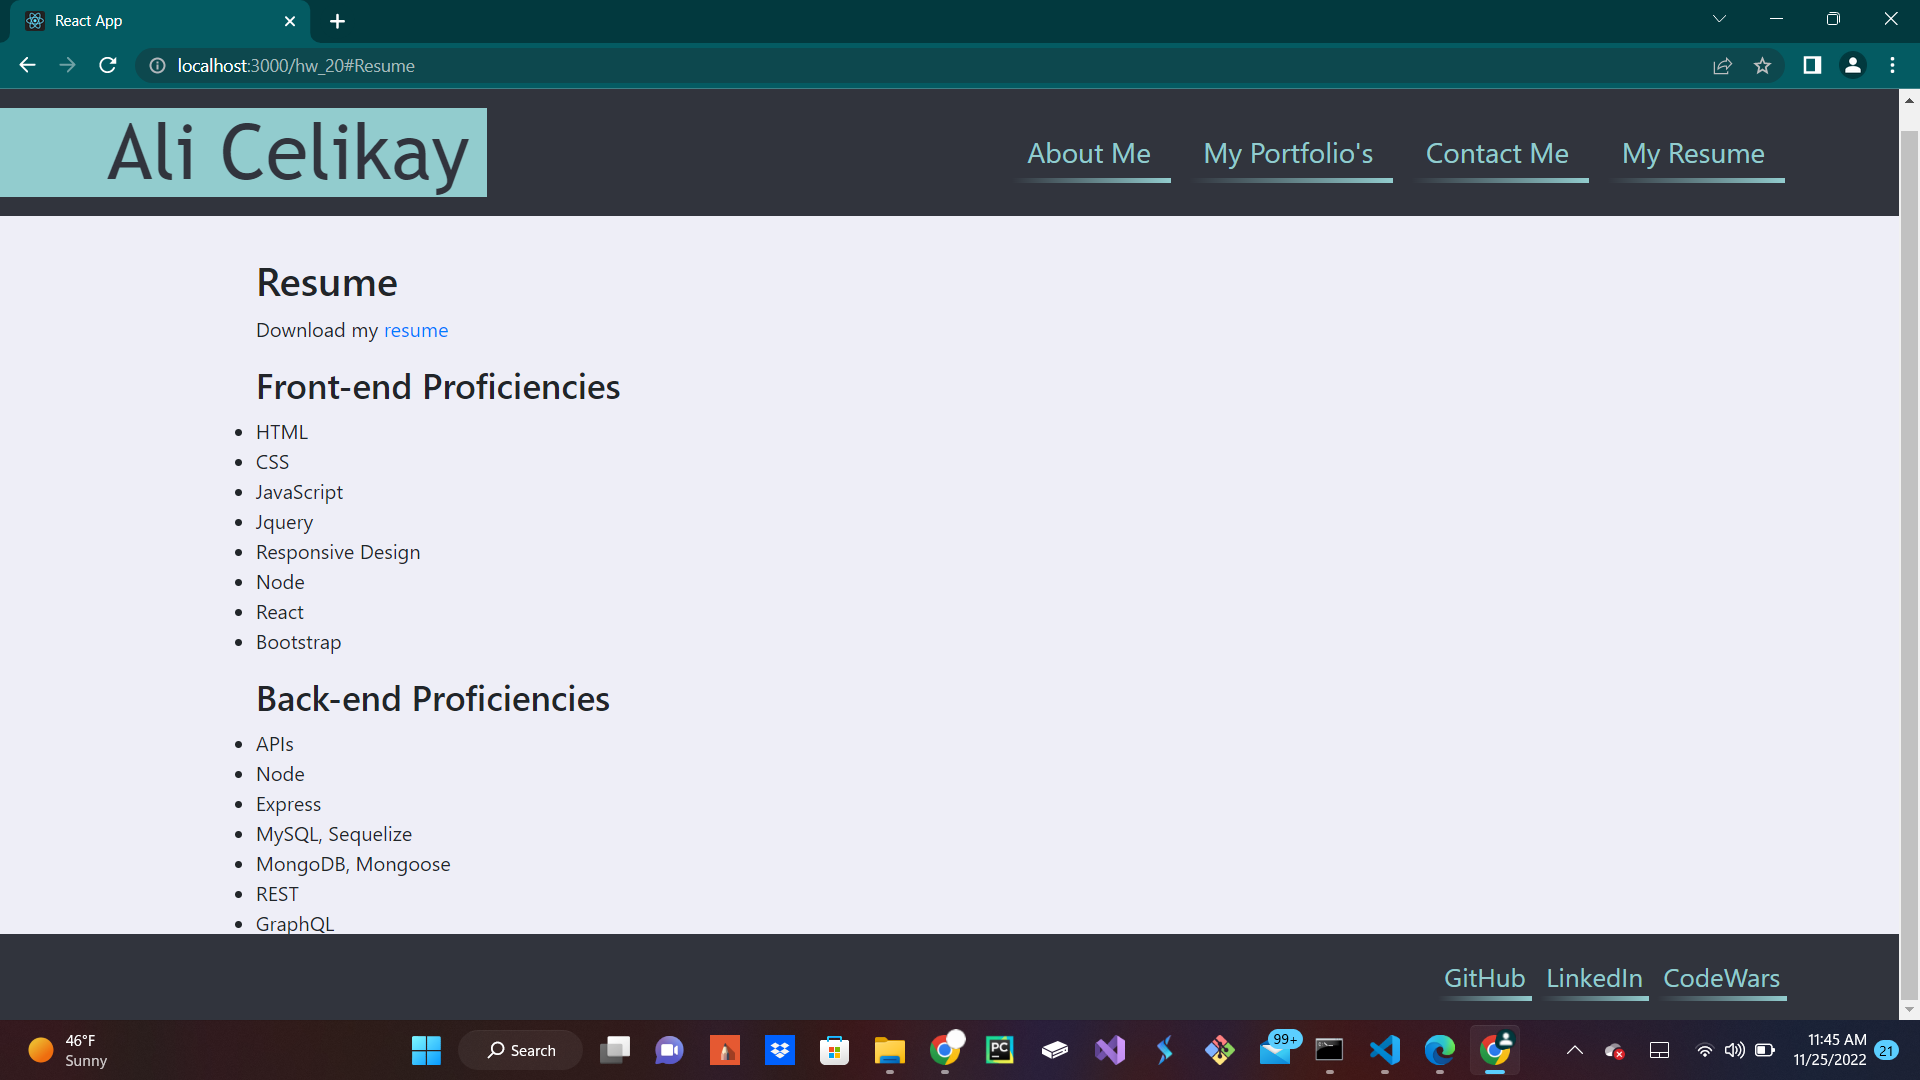 React App
localhost:3000/hw_20#Resume
Ali Celikay
About Me My Portfolio's Contact Me My Resume
Resume
Download my resume
Front-end Proficiencies
HTML
CSS
JavaScript
Jquery
Responsive Design
Node
React
Bootstrap
Back-end Proficiencies
APIs
Node
Express
MySQL, Sequelize
MongoDB, Mongoose
REST
GraphQL
GitHub LinkedIn CodeWars
46°F
Sunny
Search
PC
99+
11:45 AM
11/25/2022
21